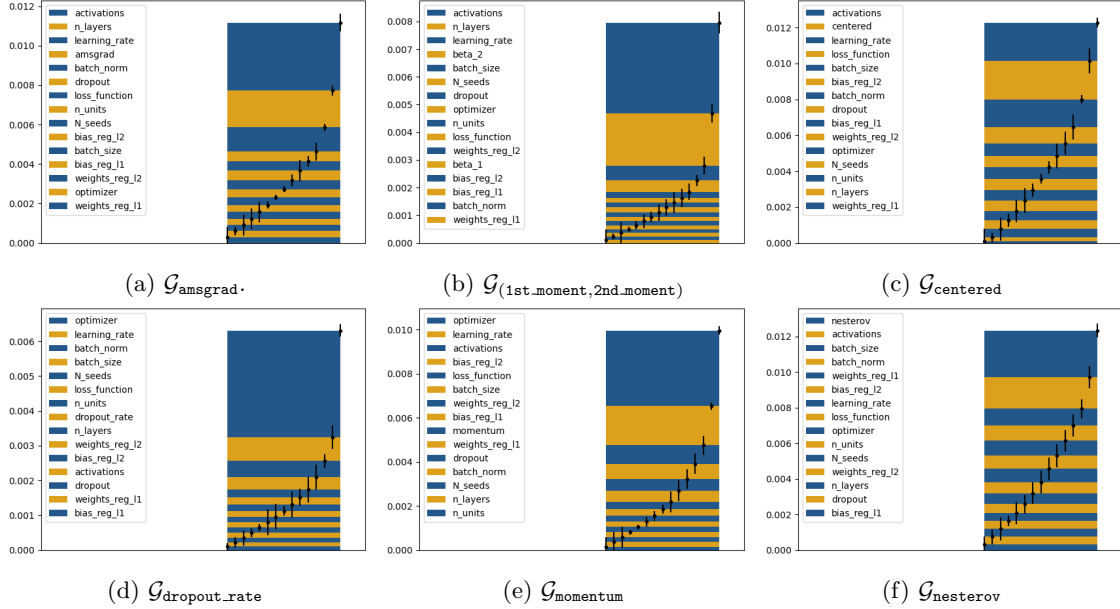 0.012
0.010
0.008
0.006
0.004
0.002
0.000
activations
n_layers
learning_rate
amsgrad
batch_norm
dropout
loss_function
n_units
N_seeds
bias_reg_l2
batch_size
bias_reg_l1
weights_reg_l2
optimizer
weights_reg_l1
(a) 𝒢amsgrad.
0.008
0.007
0.006
0.005
0.004
0.003
0.002
0.001
0.000
activations
n_layers
learning_rate
beta_2
batch_size
N_seeds
dropout
optimizer
n_units
loss_function
weights_reg_l2
beta_1
bias_reg_l2
bias_reg_l1
batch_norm
weights_reg_l1
(b) 𝒢(1st_moment,2nd_moment)
0.012
0.010
0.008
0.006
0.004
0.002
0.000
activations
centered
learning_rate
loss_function
batch_size
bias_reg_l2
batch_norm
dropout
bias_reg_l1
weights_reg_l2
optimizer
N_seeds
n_units
n_layers
weights_reg_l1
(c) 𝒢centered
0.006
0.005
0.004
0.003
0.002
0.001
0.000
optimizer
learning_rate
batch_norm
batch_size
N_seeds
loss_function
n_units
dropout_rate
n_layers
weights_reg_l2
bias_reg_l2
activations
dropout
weights_reg_l1
bias_reg_l1
(d) 𝒢dropout_rate
0.010
0.008
0.006
0.004
0.002
0.000
optimizer
learning_rate
activations
bias_reg_l2
loss_function
batch_size
weights_reg_l2
bias_reg_l1
momentum
weights_reg_l1
dropout
batch_norm
N_seeds
n_layers
n_units
(e) 𝒢momentum
0.012
0.010
0.008
0.006
0.004
0.002
0.000
nesterov
activations
batch_size
batch_norm
weights_reg_l1
bias_reg_l2
learning_rate
loss_function
optimizer
n_units
N_seeds
weights_reg_l2
n_layers
dropout
bias_reg_l1
(f) 𝒢nesterov